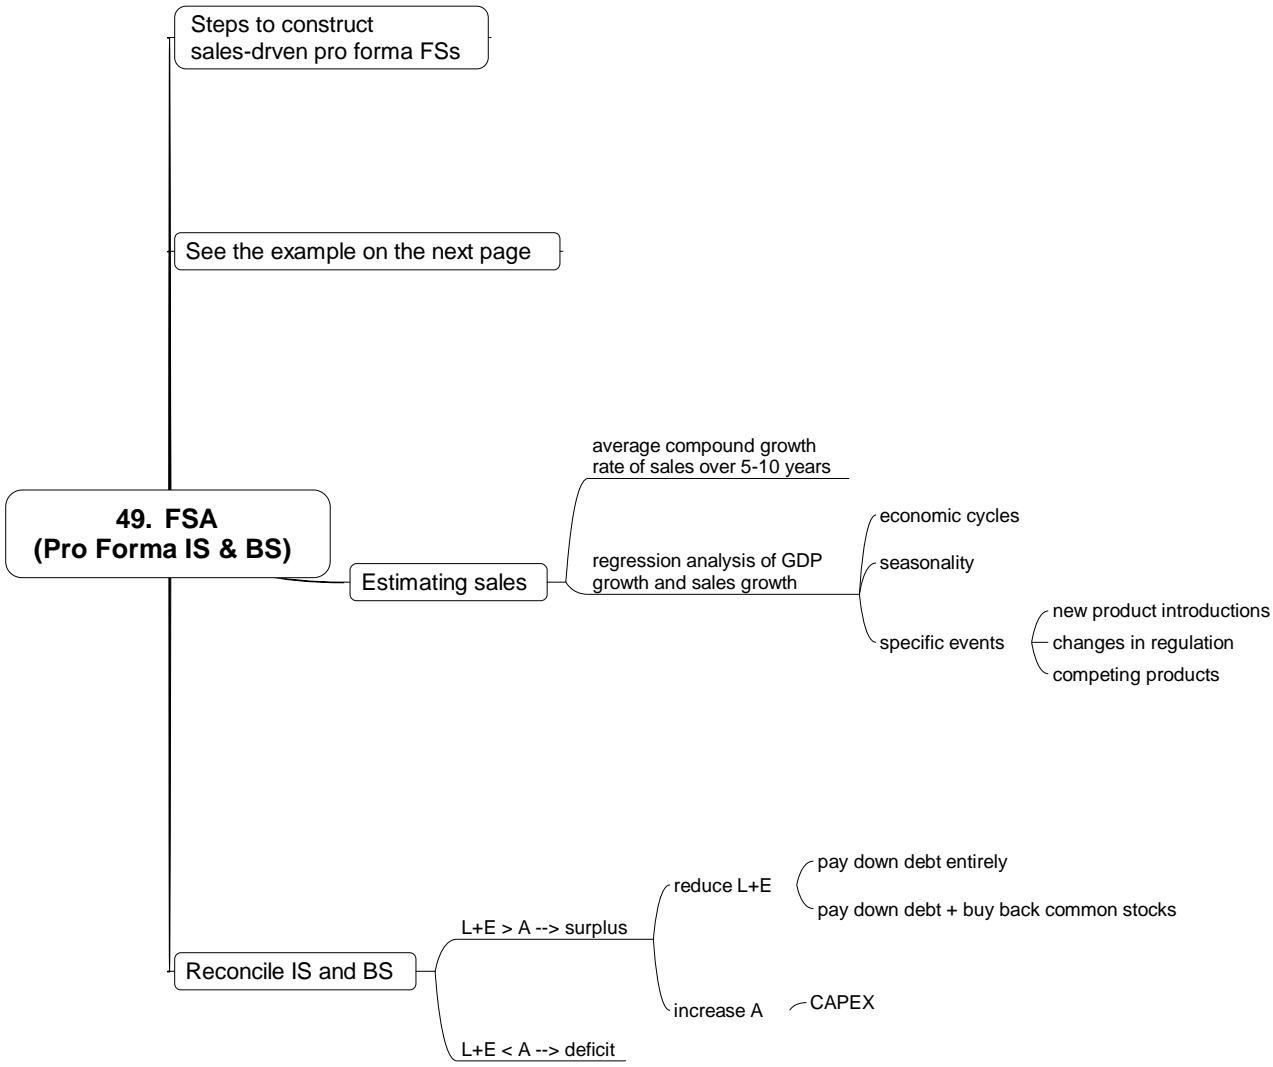 Steps to construct
sales-drven pro forma FSs
See the example on the next page
49. FSA
(Pro Forma IS & BS)
Estimating sales
average compound growth
rate of sales over 5-10 years
regression analysis of GDP
growth and sales growth
economic cycles
seasonality
specific events
new product introductions
changes in regulation
competing products
Reconcile IS and BS
L+E > A --> surplus
reduce L+E
pay down debt entirely
pay down debt + buy back common stocks
increase A
CAPEX
L+E < A --> deficit